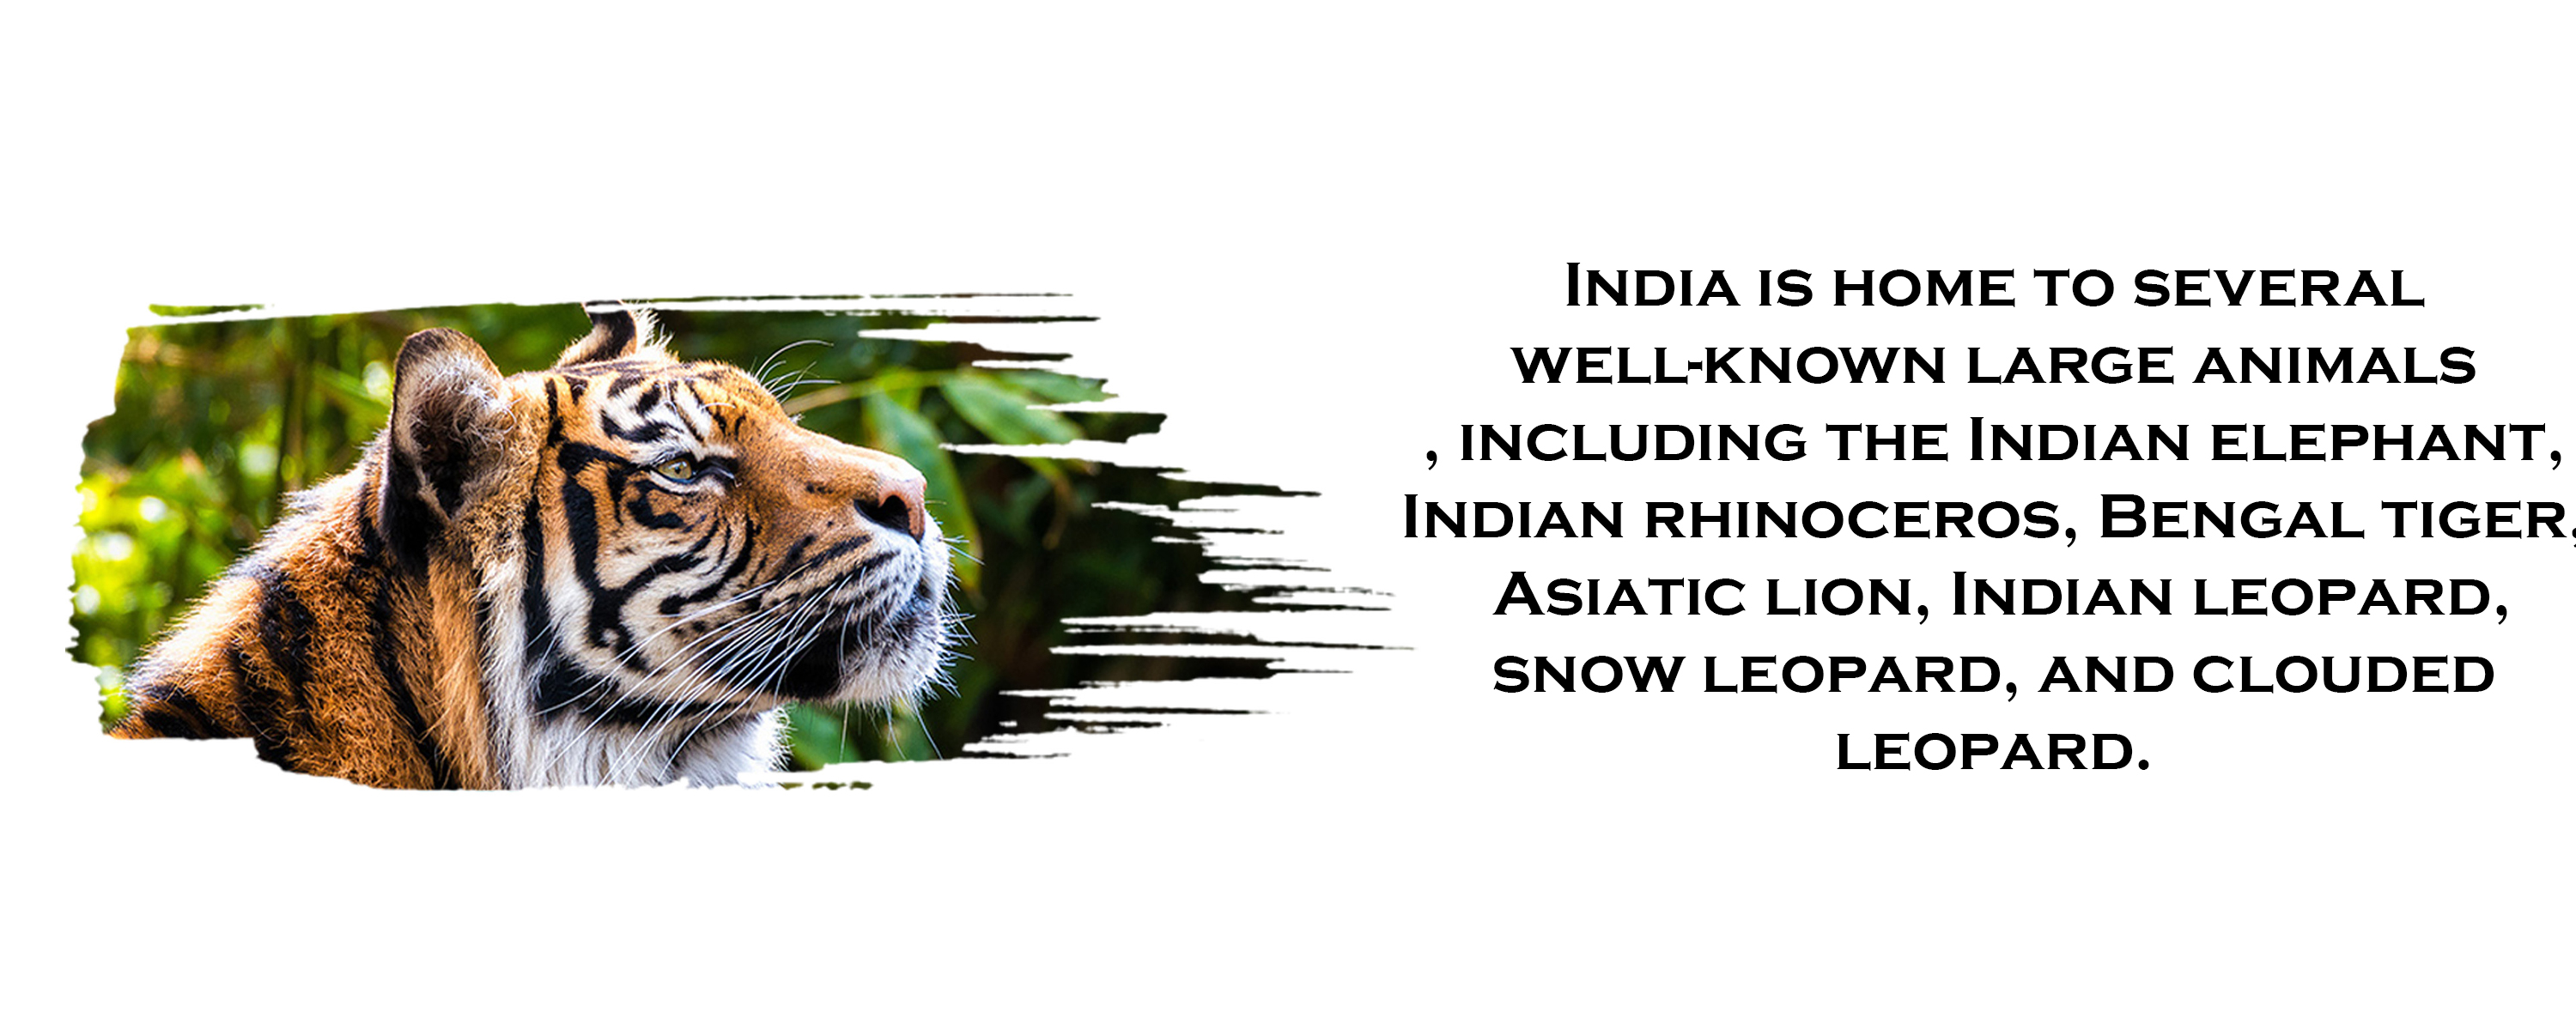 India is home to several
well-known large animals
, including the Indian elephant,
Indian rhinoceros, Bengal tiger,
Asiatic lion, Indian leopard,
snow leopard, and clouded
leopard.